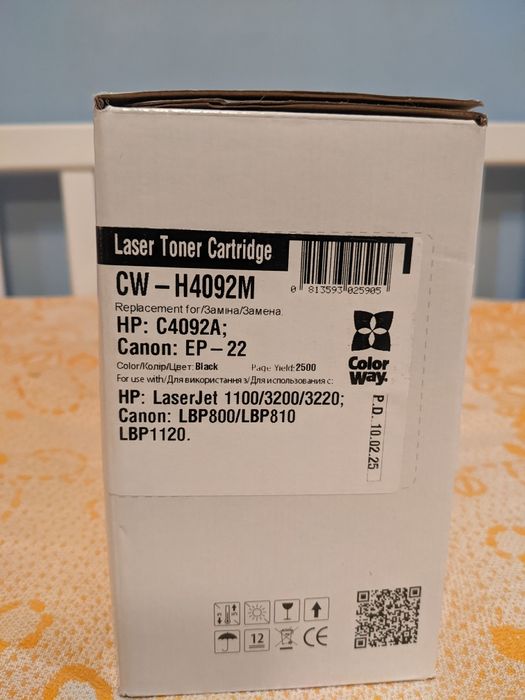 Laser Toner Cartridge
CW-H4092M
0 813593 025905
Replacement for/Заміна/Замена
HP: C4092A;
Canon: EP-22
Color/Колір/Цвет: Black Page Yield: 2500
For use with/Для використання з/Для использования с:
HP: LaserJet 1100/3200/3220;
Canon: LBP800/LBP810
LBP1120.
Color
Way.
P.D. 10.02.25
12
CE